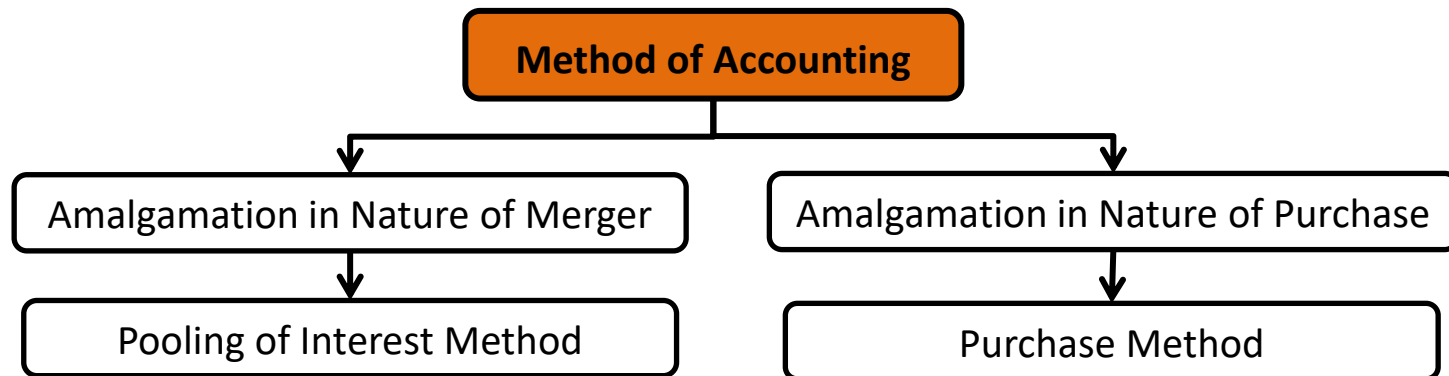 Method of Accounting
Amalgamation in Nature of Merger
Amalgamation in Nature of Purchase
Pooling of Interest Method
Purchase Method